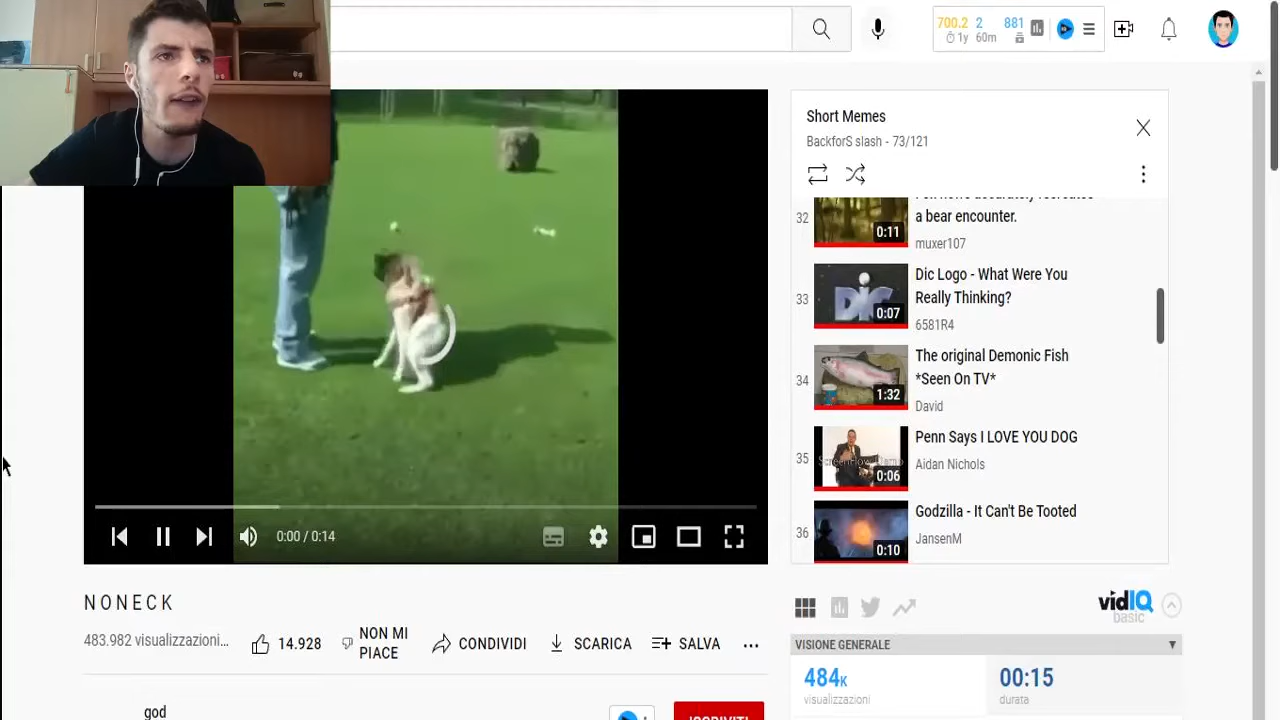 700.2 2 881
1y 60m
Short Memes
BackforS slash - 73/121
32
a bear encounter.
0:11
muxer107
33
Dic Logo - What Were You
Really Thinking?
DiC
0:07
6581R4
34
The original Demonic Fish
*Seen On TV*
1:32
David
35
Penn Says I LOVE YOU DOG
Aidan Nichols
0:06
36
Godzilla - It Can't Be Tooted
JansenM
0:10
0:00 / 0:14
N O N E C K
483.982 visualizzazioni...
14.928
NON MI
PIACE
CONDIVIDI
SCARICA
SALVA
god
ISCRIVITI
vidIQ
basic
VISIONE GENERALE
484K
visualizzazioni
00:15
durata